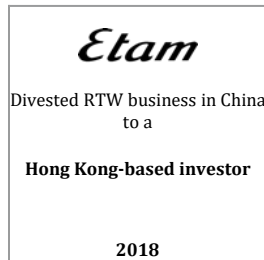 Etam
Divested RTW business in China
to a
Hong Kong-based investor
2018